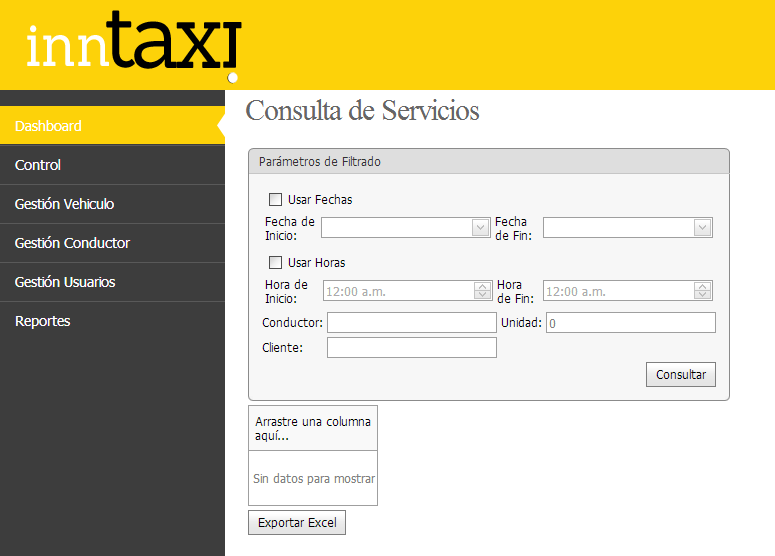 inntaxi
Dashboard
Control
Gestión Vehiculo
Gestión Conductor
Gestión Usuarios
Reportes
Consulta de Servicios
Parámetros de Filtrado
Usar Fechas
Fecha de
Inicio:
Fecha
de Fin:
Usar Horas
Hora de
Inicio:
12:00 a.m.
Hora
de Fin:
12:00 a.m.
Conductor:
Unidad:
0
Cliente:
Consultar
Arrastre una columna
aquí...
Sin datos para mostrar
Exportar Excel